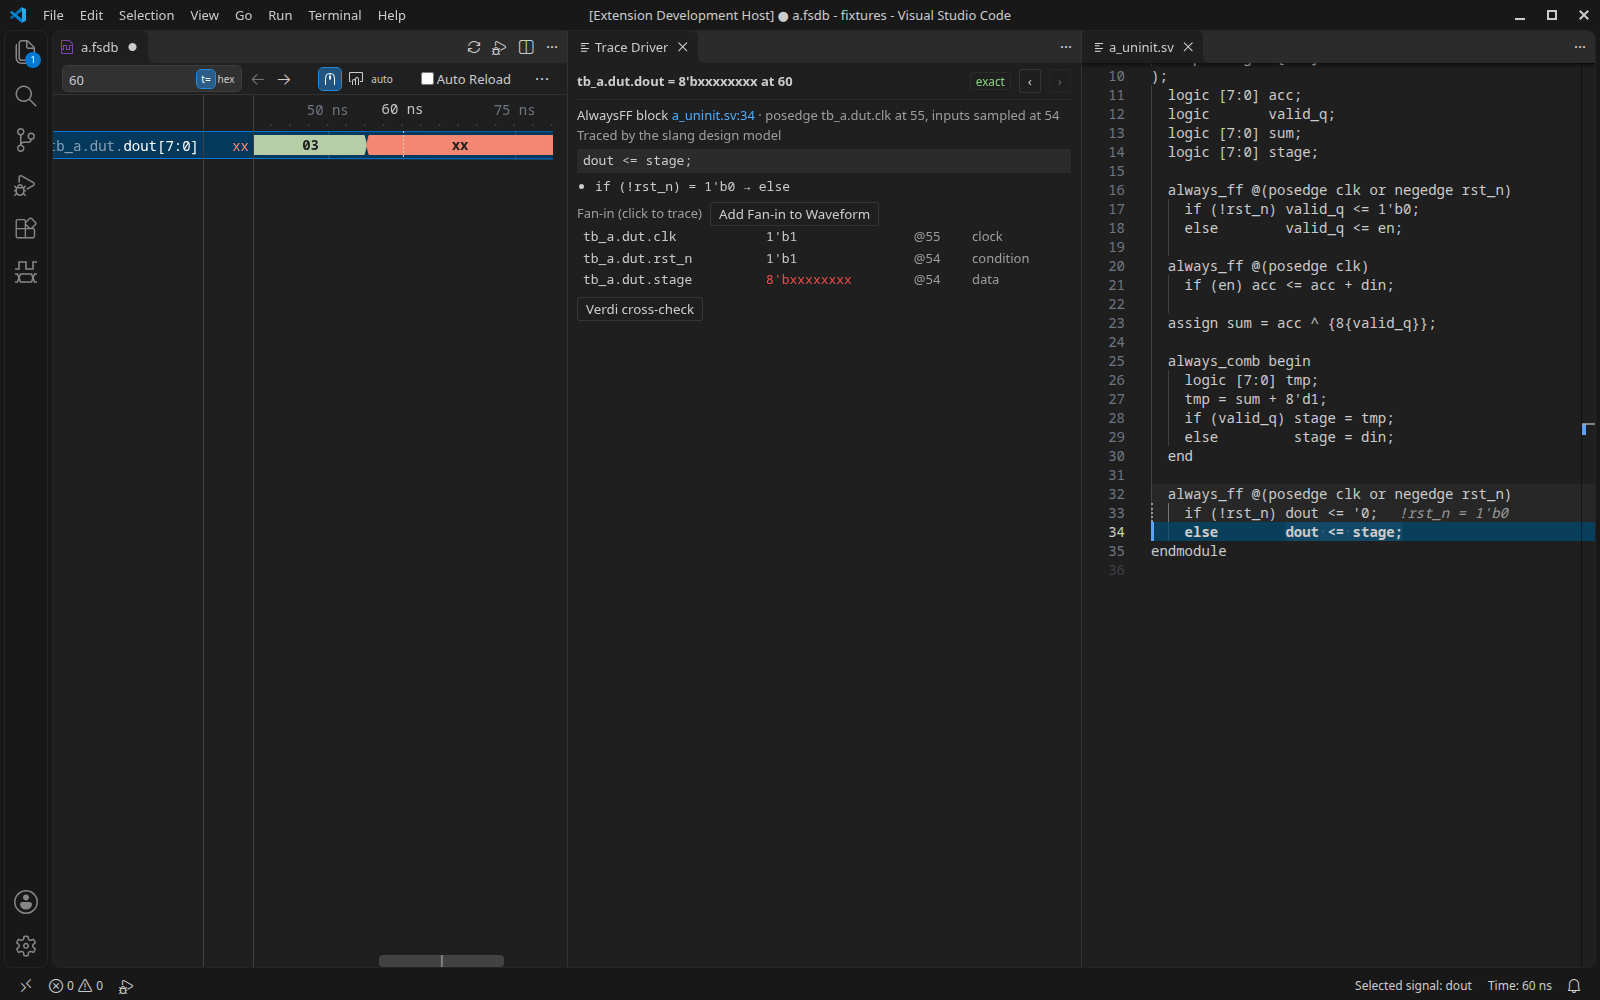 File Edit Selection View Go Run Terminal Help
[Extension Development Host] ● a.fsdb - fixtures - Visual Studio Code
1
a.fsdb
60
t= hex
auto
Auto Reload
50 ns 60 ns 75 ns
tb_a.dut.dout[7:0] xx 03 xx
Trace Driver
tb_a.dut.dout = 8'bxxxxxxxx at 60
exact
AlwaysFF block a_uninit.sv:34 · posedge tb_a.dut.clk at 55, inputs sampled at 54
Traced by the slang design model
dout <= stage;
• if (!rst_n) = 1'b0 → else
Fan-in (click to trace) Add Fan-in to Waveform
tb_a.dut.clk 1'b1 @55 clock
tb_a.dut.rst_n 1'b1 @54 condition
tb_a.dut.stage 8'bxxxxxxxx @54 data
Verdi cross-check
a_uninit.sv
10 );
11 logic [7:0] acc;
12 logic       valid_q;
13 logic [7:0] sum;
14 logic [7:0] stage;
15
16 always_ff @(posedge clk or negedge rst_n)
17 if (!rst_n) valid_q <= 1'b0;
18 else        valid_q <= en;
19
20 always_ff @(posedge clk)
21 if (en) acc <= acc + din;
22
23 assign sum = acc ^ {8{valid_q}};
24
25 always_comb begin
26 logic [7:0] tmp;
27 tmp = sum + 8'd1;
28 if (valid_q) stage = tmp;
29 else         stage = din;
30 end
31
32 always_ff @(posedge clk or negedge rst_n)
33 if (!rst_n) dout <= '0; !rst_n = 1'b0
34 else        dout <= stage;
35 endmodule
36
0 0
Selected signal: dout Time: 60 ns